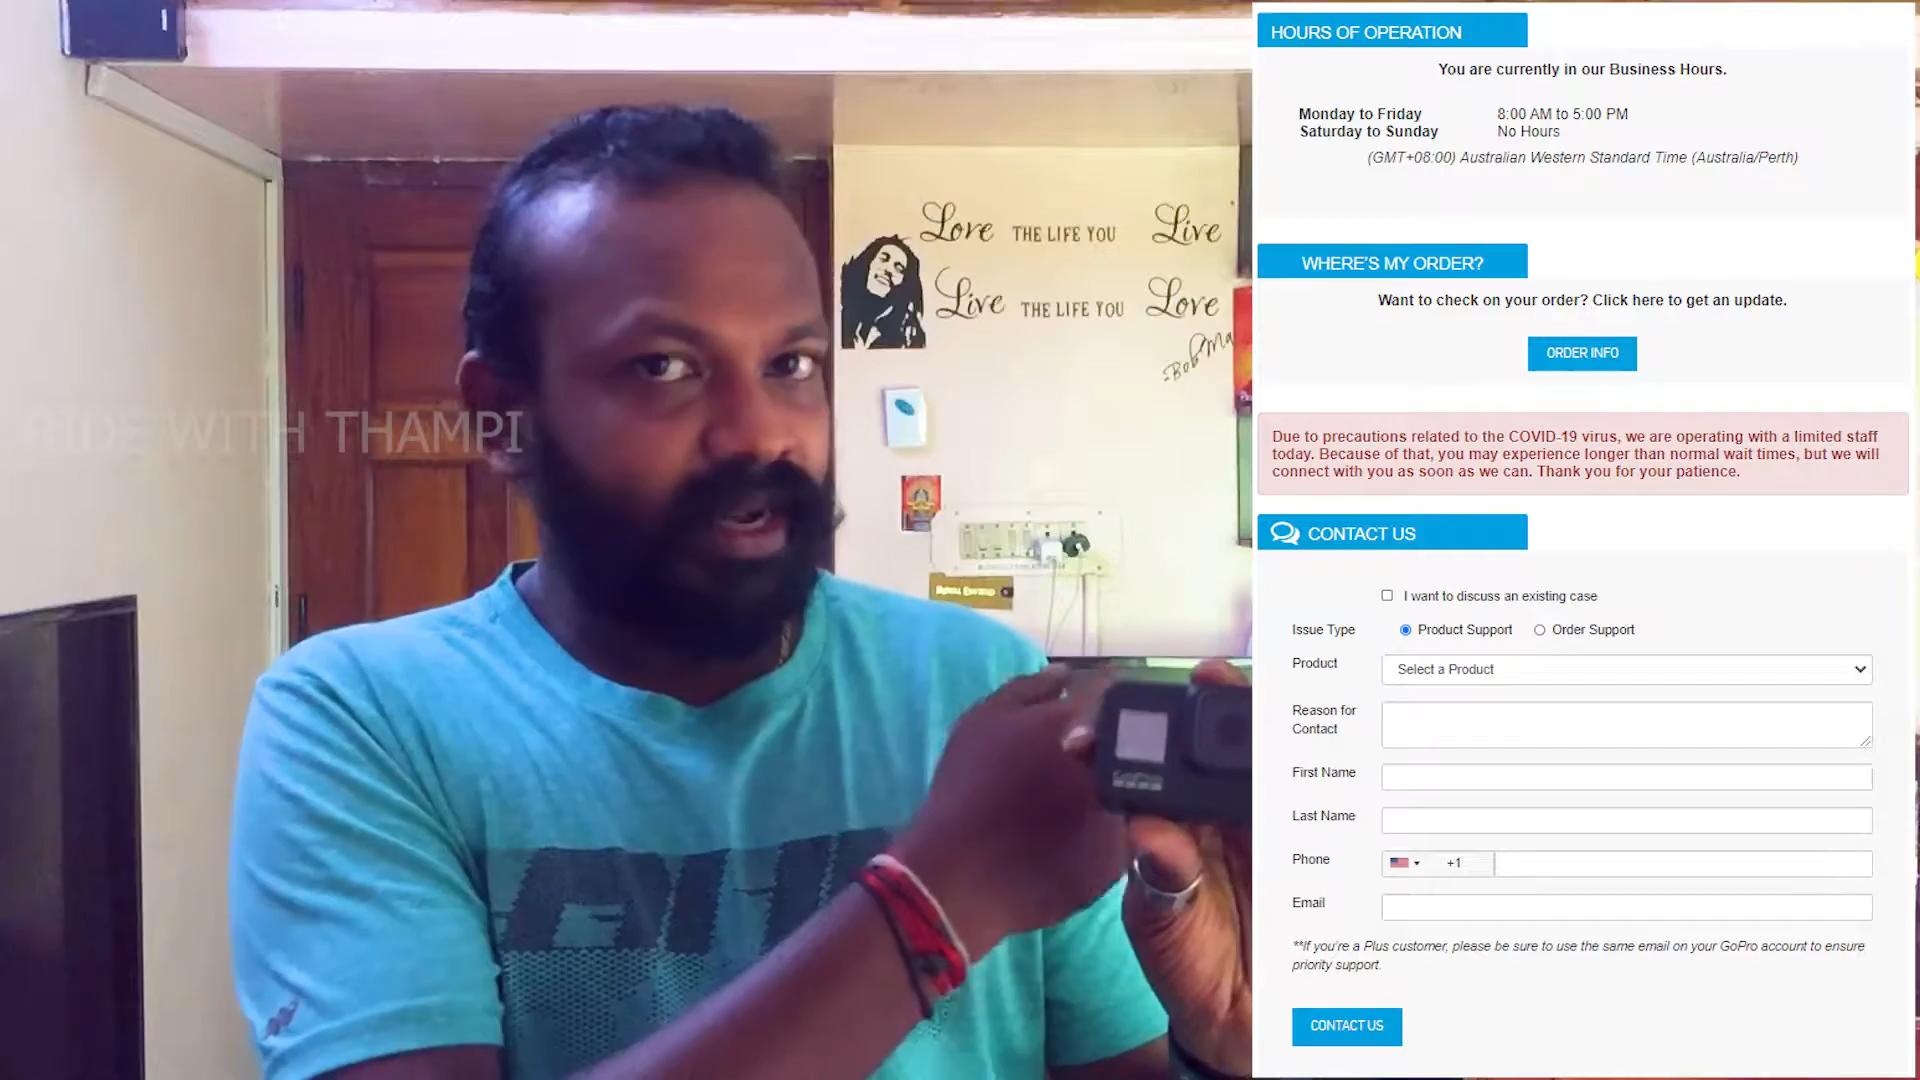 RIDE WITH THAMPI
Love THE LIFE YOU Live
Live THE LIFE YOU Love
GoPro
HOURS OF OPERATION
You are currently in our Business Hours.
Monday to Friday 8:00 AM to 5:00 PM
Saturday to Sunday No Hours
(GMT+08:00) Australian Western Standard Time (Australia/Perth)
WHERE'S MY ORDER?
Want to check on your order? Click here to get an update.
ORDER INFO
Due to precautions related to the COVID-19 virus, we are operating with a limited staff
today. Because of that, you may experience longer than normal wait times, but we will
connect with you as soon as we can. Thank you for your patience.
CONTACT US
I want to discuss an existing case
Issue Type Product Support Order Support
Product Select a Product
Reason for
Contact
First Name
Last Name
Phone +1
Email
**If you're a Plus customer, please be sure to use the same email on your GoPro account to ensure
priority support.
CONTACT US